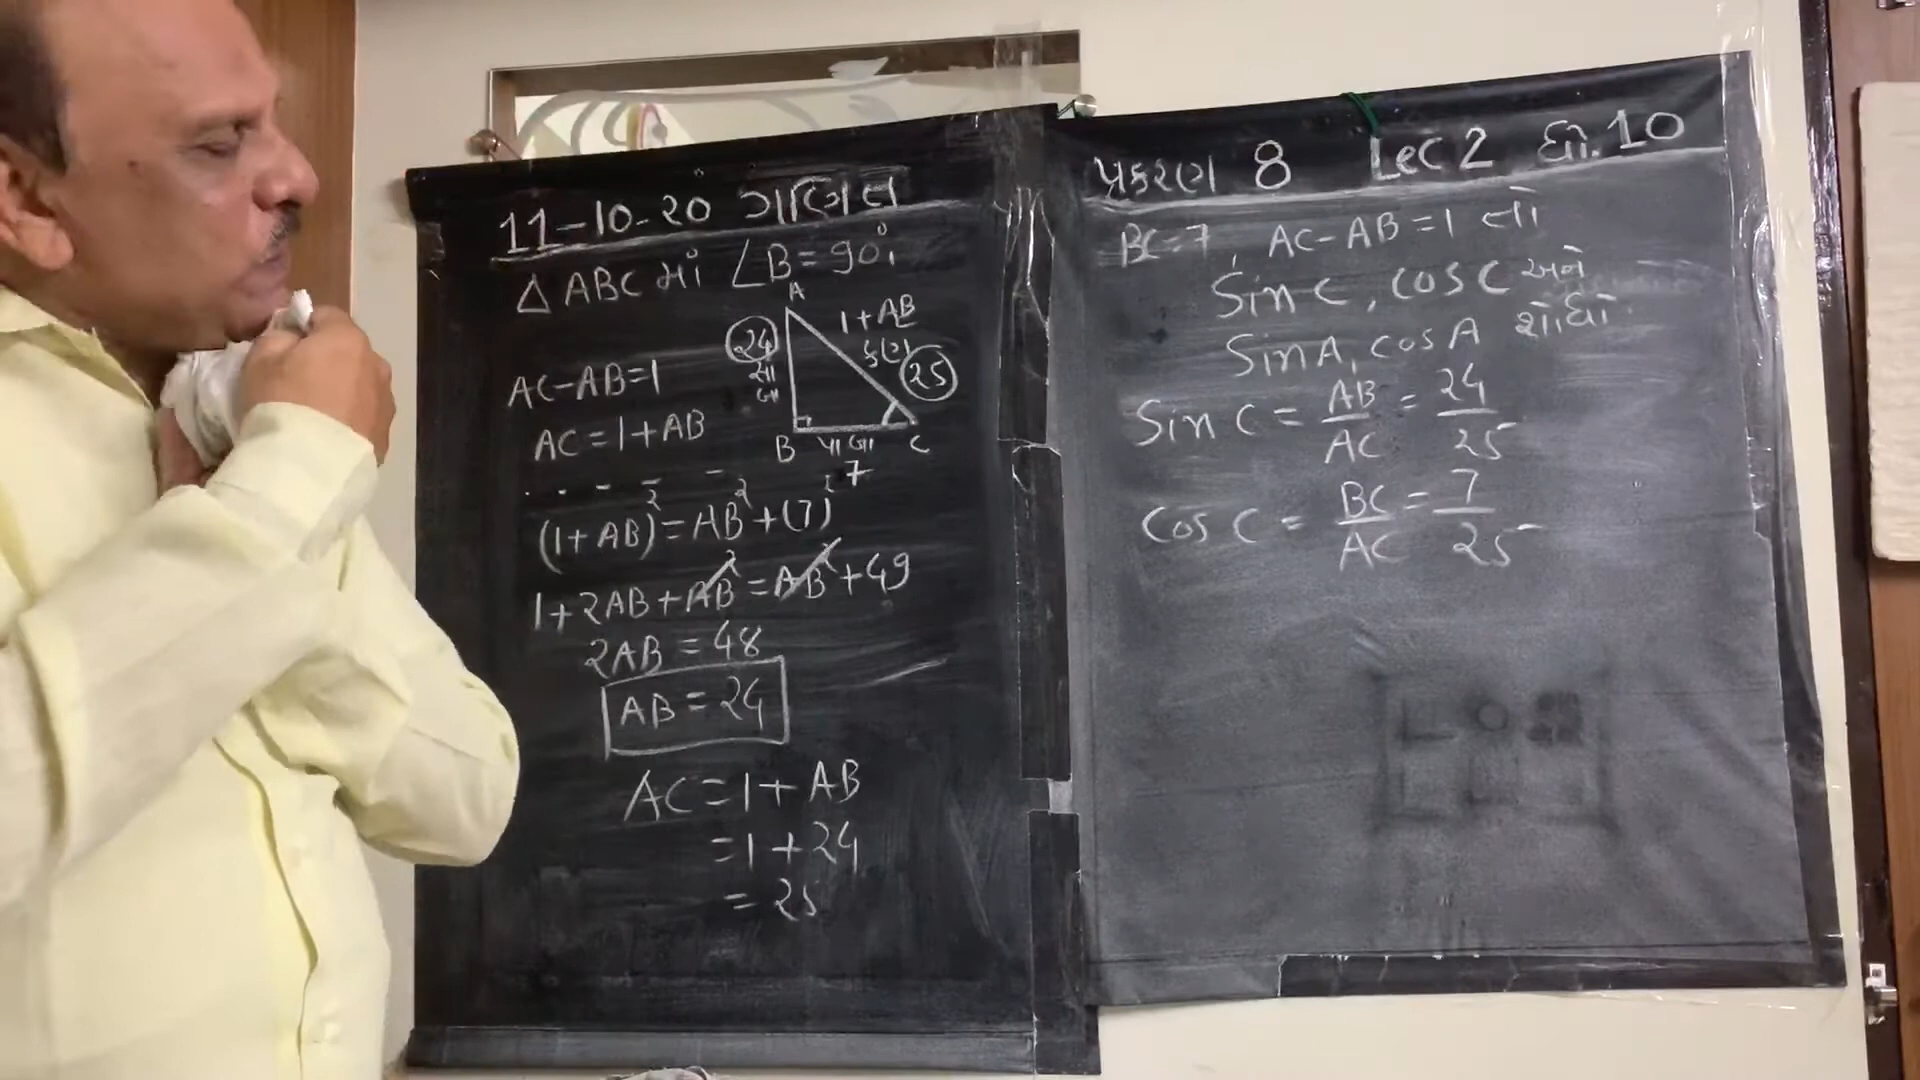 11-10-20 ગણિત
△ ABC માં ∠B = 90°,
A
24
સા
બા
1 + AB
કર્ણ
25
B પા બા C
7
AC - AB = 1
AC = 1 + AB
(1 + AB)² = AB² + (7)²
1 + 2AB + AB² = AB² + 49
2AB = 48
AB = 24
AC = 1 + AB
= 1 + 24
= 25
પ્રકરણ 8 Lec 2 ધો. 10
BC = 7, AC - AB = 1 તો
Sin C, cos C અને
Sin A, cos A શોધો.
Sin C = AB/AC = 24/25
Cos C = BC/AC = 7/25